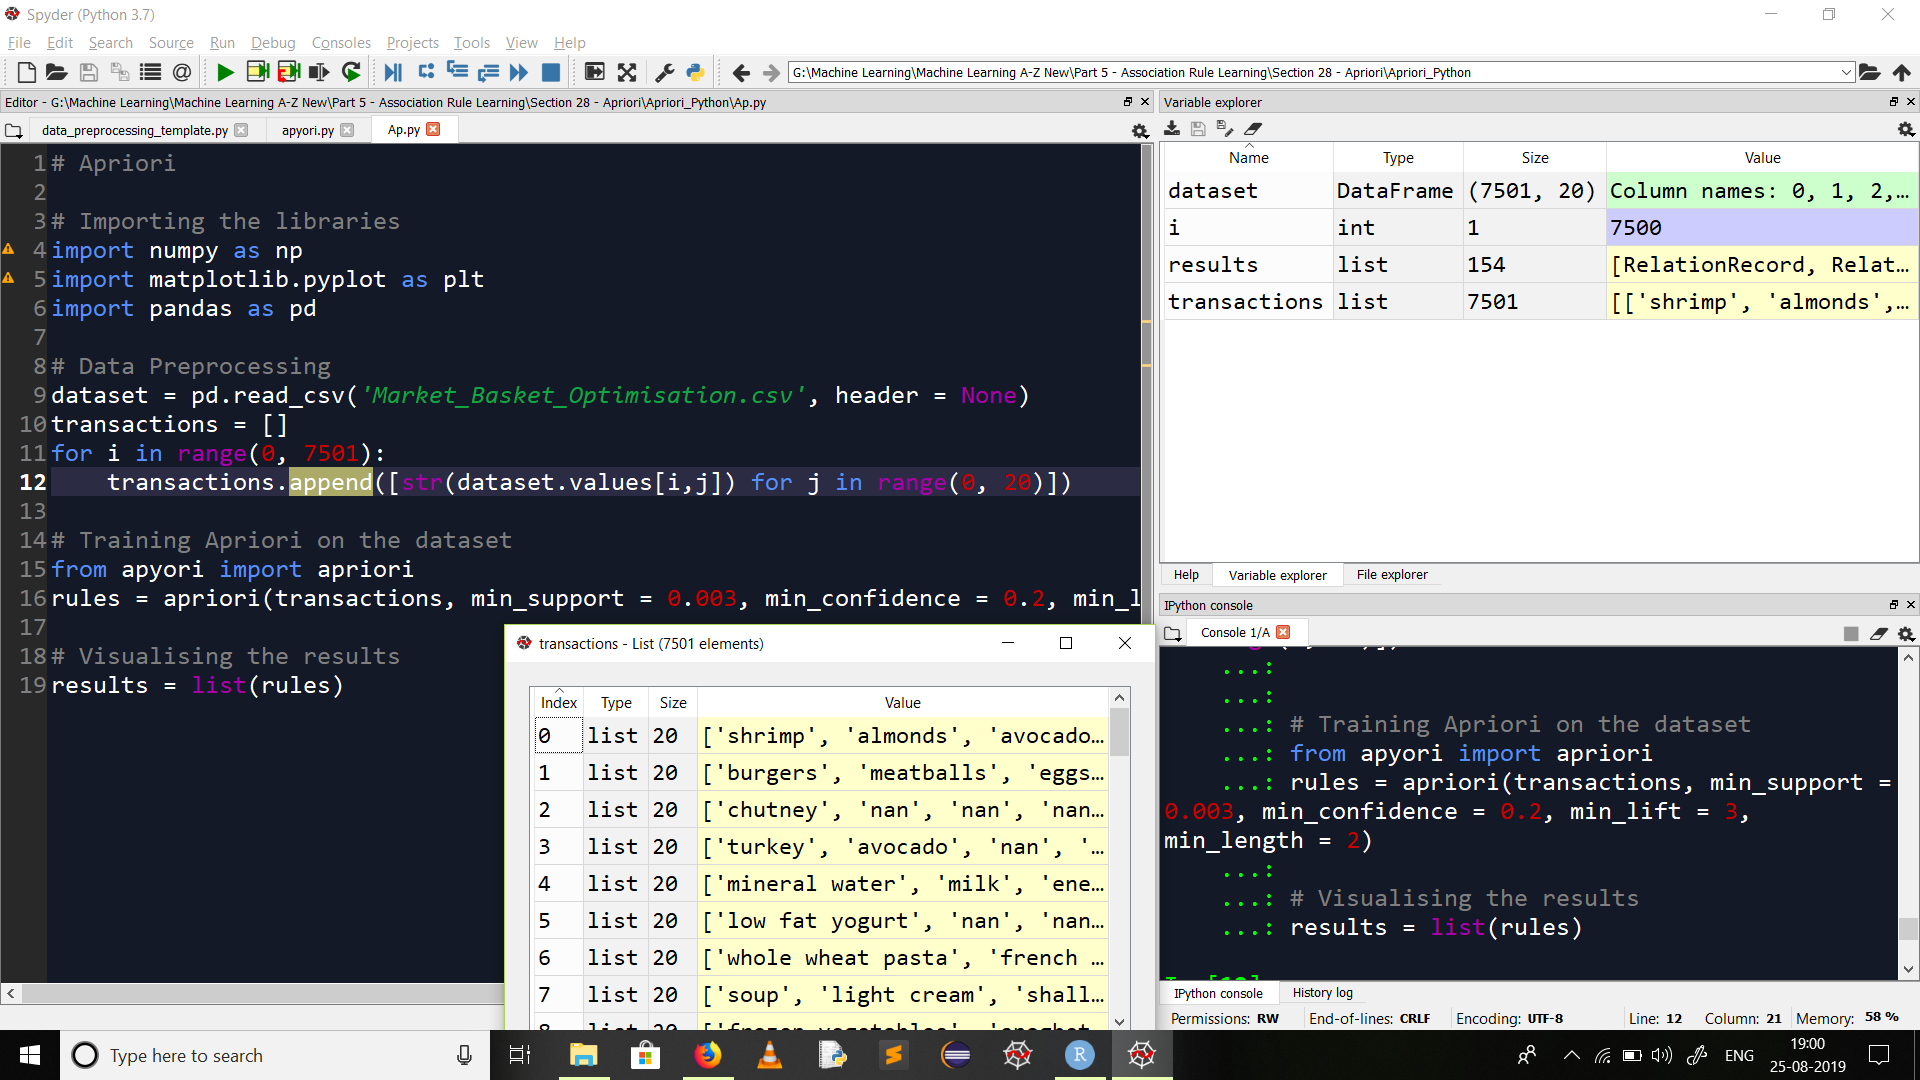 Spyder (Python 3.7)
File Edit Search Source Run Debug Consoles Projects Tools View Help
G:\Machine Learning\Machine Learning A-Z New\Part 5 - Association Rule Learning\Section 28 - Apriori\Apriori_Python
Editor - G:\Machine Learning\Machine Learning A-Z New\Part 5 - Association Rule Learning\Section 28 - Apriori\Apriori_Python\Ap.py
data_preprocessing_template.py apyori.py Ap.py
1 # Apriori
2
3 # Importing the libraries
4 import numpy as np
5 import matplotlib.pyplot as plt
6 import pandas as pd
7
8 # Data Preprocessing
9 dataset = pd.read_csv('Market_Basket_Optimisation.csv', header = None)
10 transactions = []
11 for i in range(0, 7501):
12 transactions.append([str(dataset.values[i,j]) for j in range(0, 20)])
13
14 # Training Apriori on the dataset
15 from apyori import apriori
16 rules = apriori(transactions, min_support = 0.003, min_confidence = 0.2, min_l
17
18 # Visualising the results
19 results = list(rules)
transactions - List (7501 elements)
Index Type Size Value
0 list 20 ['shrimp', 'almonds', 'avocado...
1 list 20 ['burgers', 'meatballs', 'eggs...
2 list 20 ['chutney', 'nan', 'nan', 'nan...
3 list 20 ['turkey', 'avocado', 'nan', '...
4 list 20 ['mineral water', 'milk', 'ene...
5 list 20 ['low fat yogurt', 'nan', 'nan...
6 list 20 ['whole wheat pasta', 'french ...
7 list 20 ['soup', 'light cream', 'shall...
8 list 20 ['frozen vegetables', 'spaghet...
Variable explorer
Name Type Size Value
dataset DataFrame (7501, 20) Column names: 0, 1, 2,...
i int 1 7500
results list 154 [RelationRecord, Relat...
transactions list 7501 [['shrimp', 'almonds',...
Help Variable explorer File explorer
IPython console
Console 1/A
...:
...:
...: # Training Apriori on the dataset
...: from apyori import apriori
...: rules = apriori(transactions, min_support =
0.003, min_confidence = 0.2, min_lift = 3,
min_length = 2)
...:
...: # Visualising the results
...: results = list(rules)
IPython console History log
Permissions: RW End-of-lines: CRLF Encoding: UTF-8 Line: 12 Column: 21 Memory: 58 %
Type here to search
ENG
19:00
25-08-2019